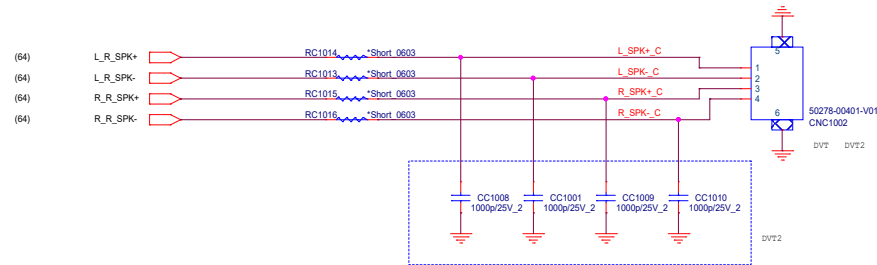 5
(64) L_R_SPK+ RC1014 *Short_0603 L_SPK+_C 1
(64) L_R_SPK- RC1013 *Short_0603 L_SPK-_C 2
(64) R_R_SPK+ RC1015 *Short_0603 R_SPK+_C 3
(64) R_R_SPK- RC1016 *Short_0603 R_SPK-_C 4
6
50278-00401-V01
CNC1002
DVT DVT2
CC1008 CC1001 CC1009 CC1010
1000p/25V_2 1000p/25V_2 1000p/25V_2 1000p/25V_2
DVT2